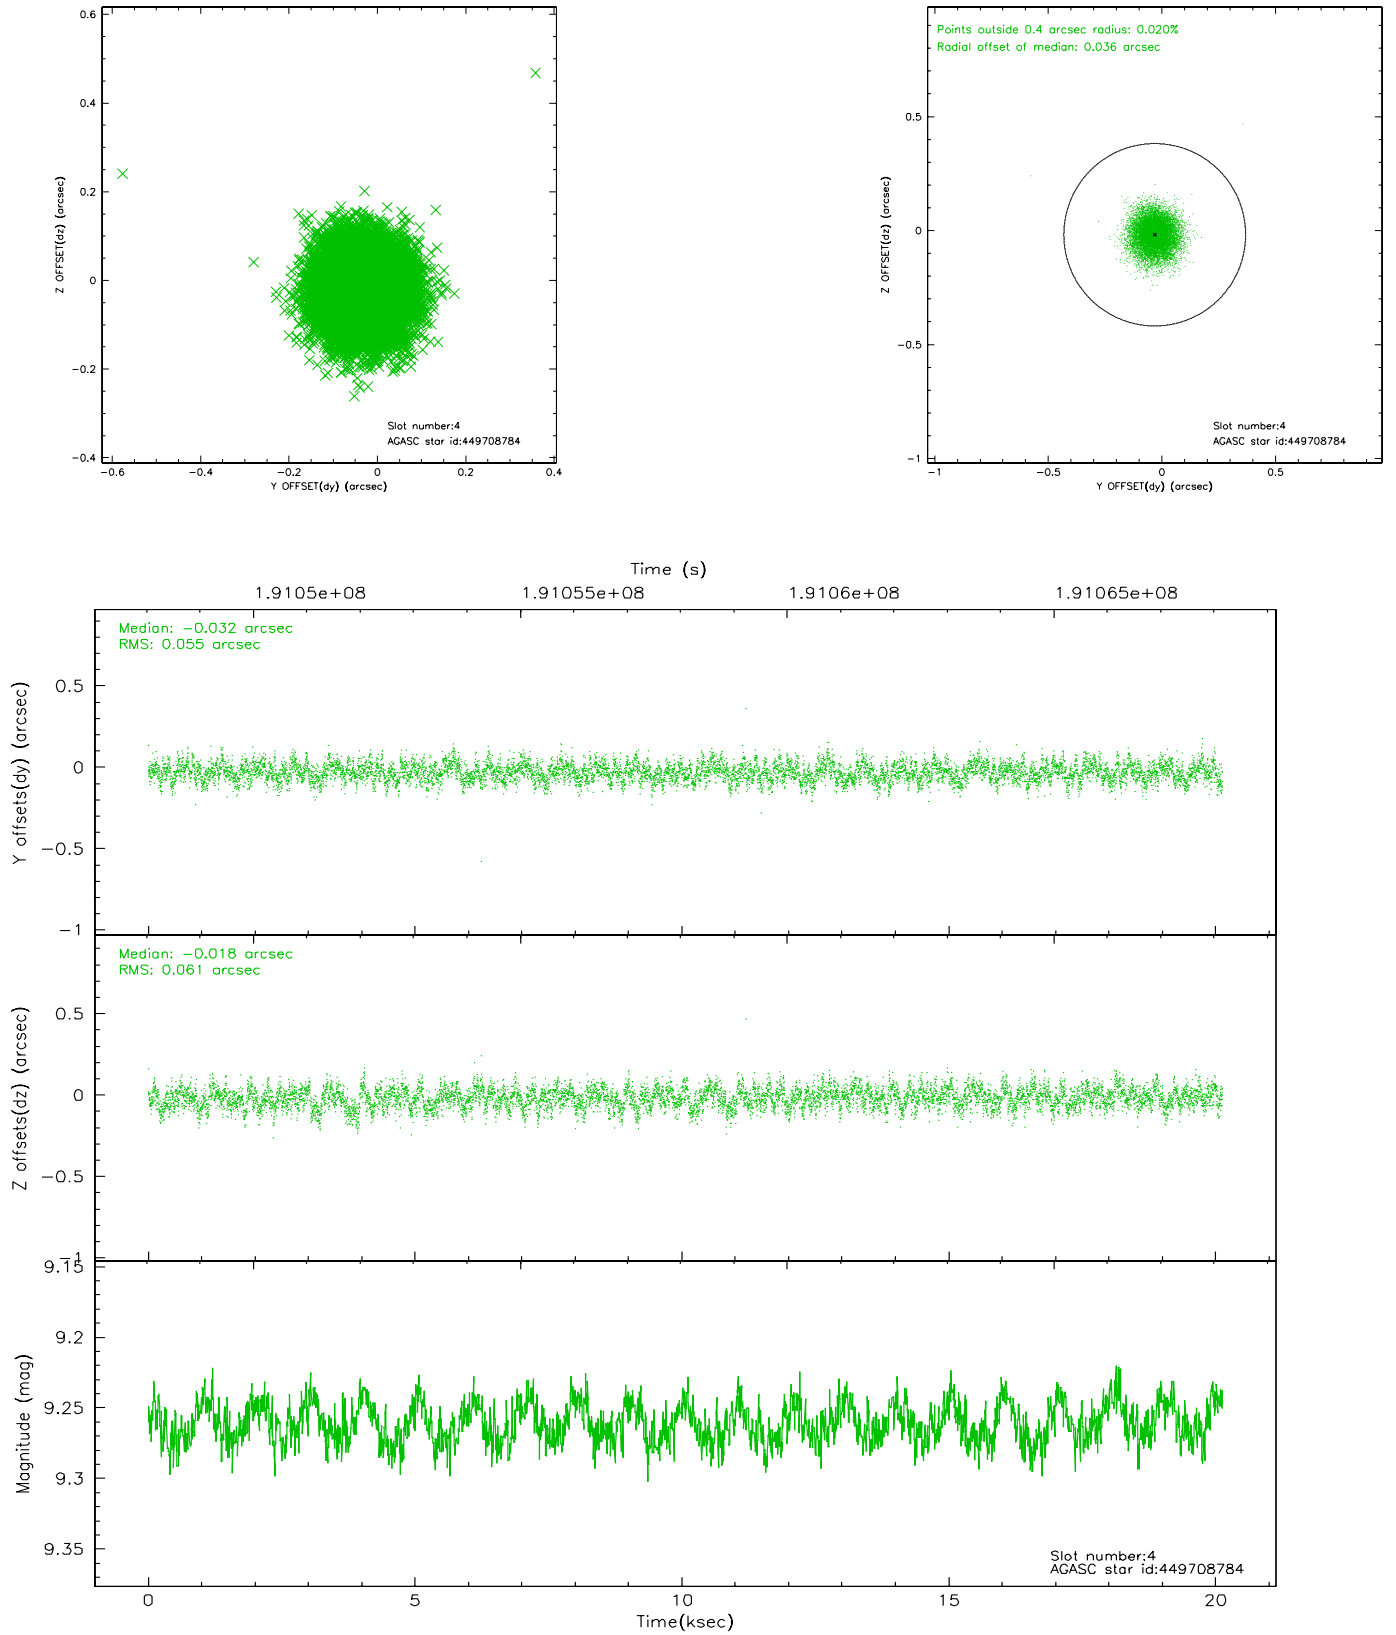 0.6
0.4
0.2
0
−0.2
−0.4
Z OFFSET(dz) (arcsec)
Slot number:4
AGASC star id:449708784
−0.6 −0.4 −0.2 0 0.2 0.4
Y OFFSET(dy) (arcsec)
Points outside 0.4 arcsec radius: 0.020%
Radial offset of median: 0.036 arcsec
0.5
0
−0.5
−1
Z OFFSET(dz) (arcsec)
Slot number:4
AGASC star id:449708784
−1 −0.5 0 0.5
Y OFFSET(dy) (arcsec)
Time (s)
1.9105e+08 1.91055e+08 1.9106e+08 1.91065e+08
Median: −0.032 arcsec
RMS: 0.055 arcsec
0.5
0
−0.5
−1
Y offsets(dy) (arcsec)
Median: −0.018 arcsec
RMS: 0.061 arcsec
0.5
0
−0.5
−1
Z offsets(dz) (arcsec)
9.15
9.2
9.25
9.3
9.35
Magnitude (mag)
Slot number:4
AGASC star id:449708784
0 5 10 15 20
Time(ksec)